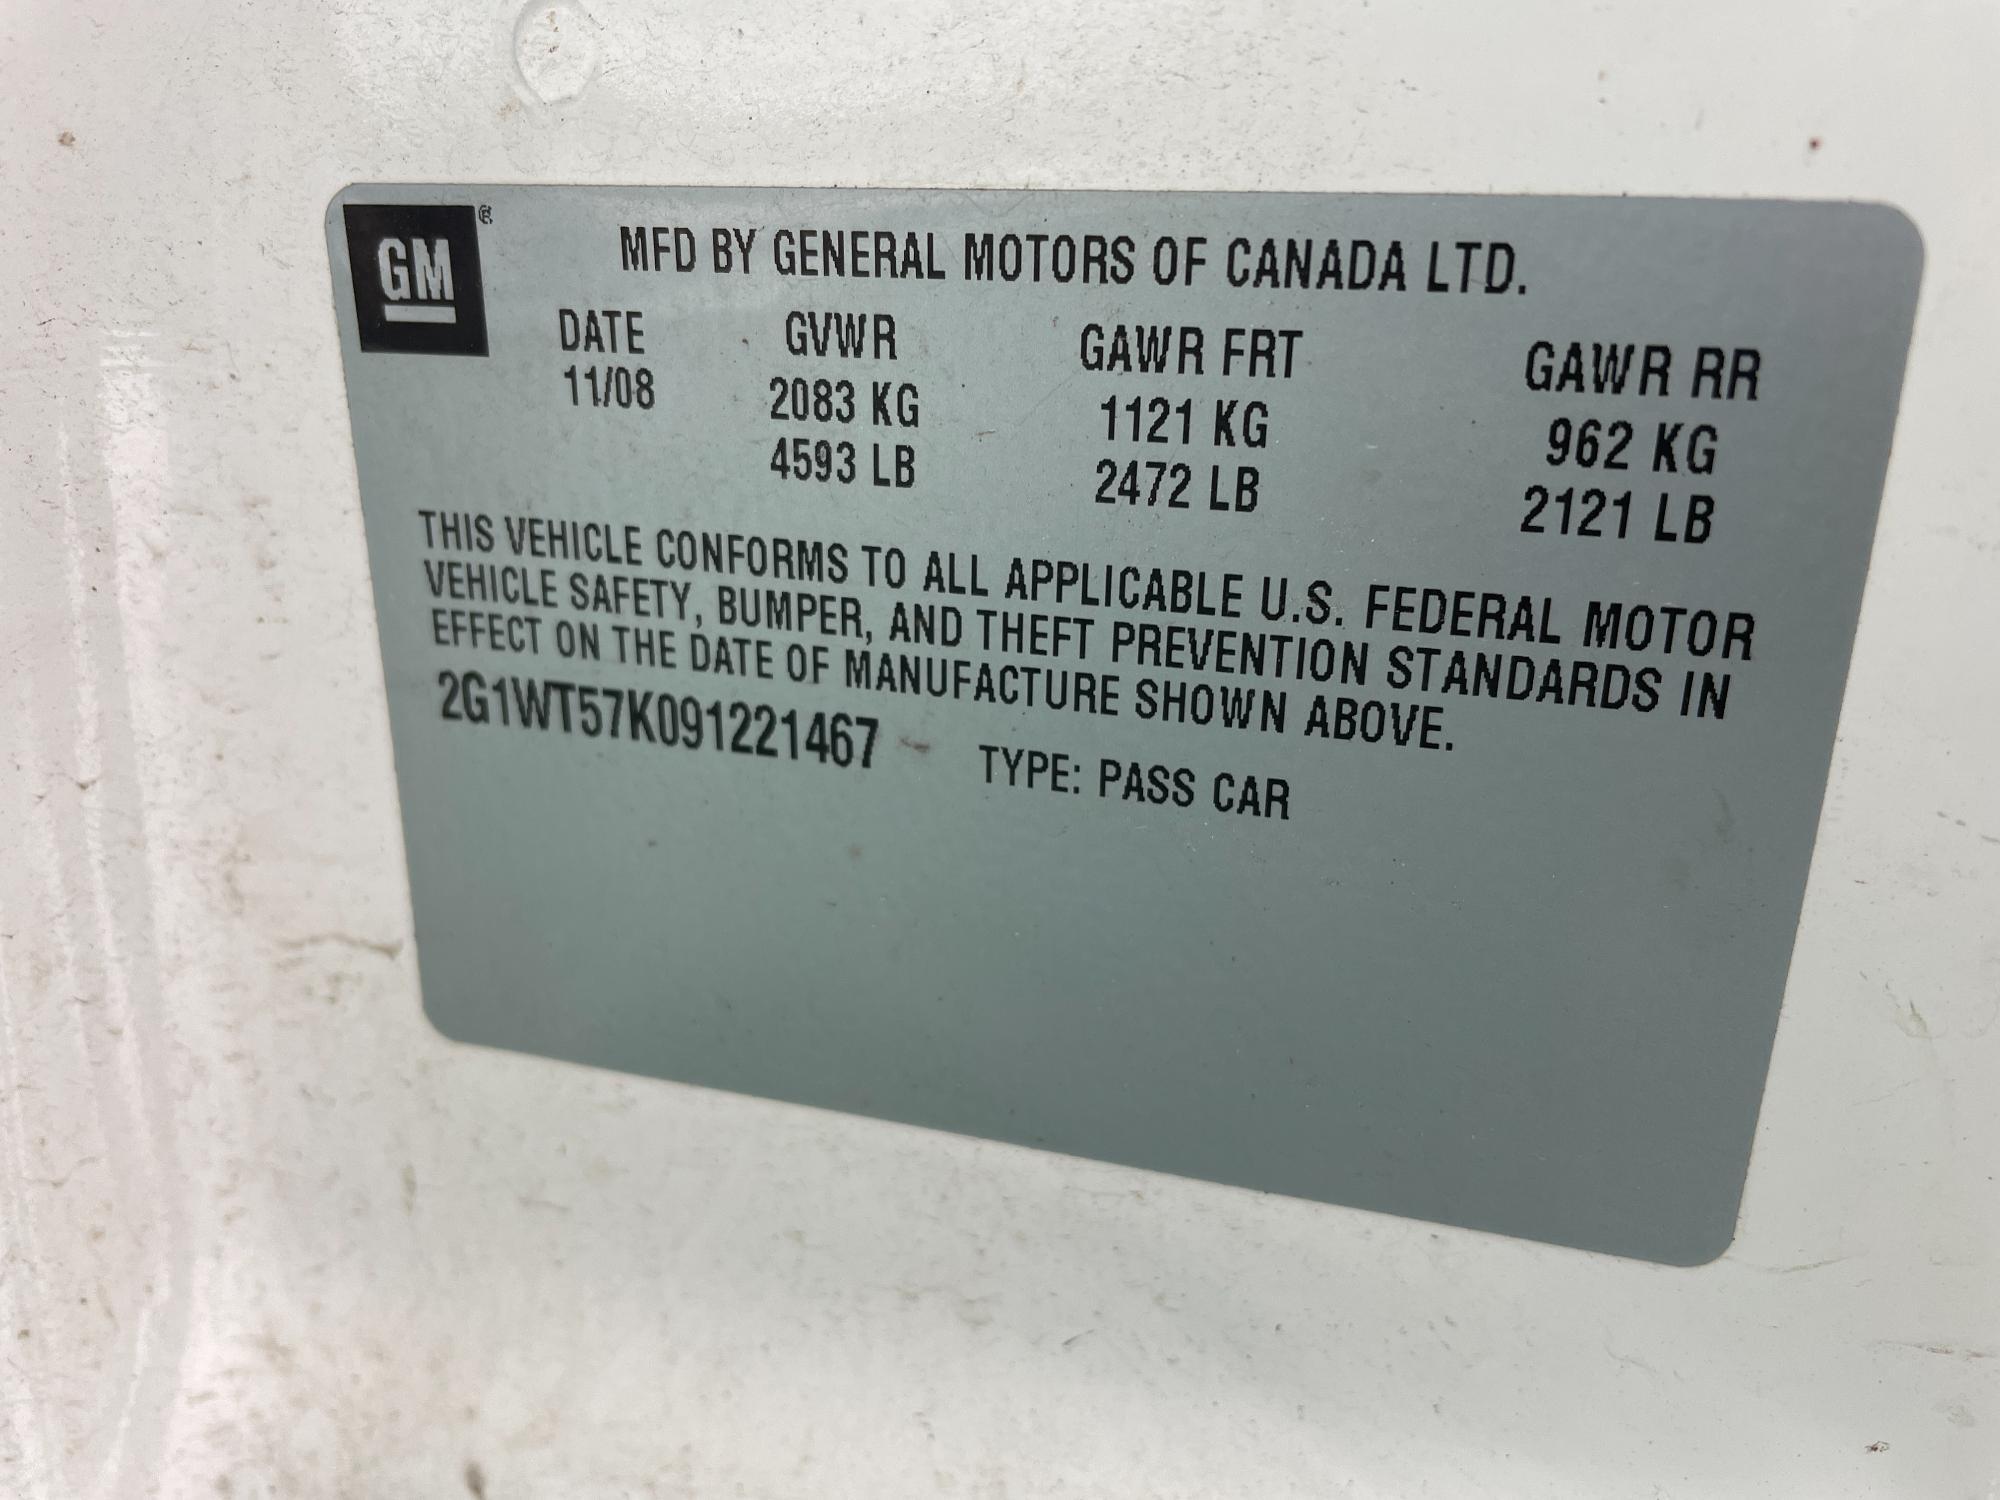 GM®
MFD BY GENERAL MOTORS OF CANADA LTD.
DATE GVWR GAWR FRT GAWR RR
11/08 2083 KG 1121 KG 962 KG
4593 LB 2472 LB 2121 LB
THIS VEHICLE CONFORMS TO ALL APPLICABLE U.S. FEDERAL MOTOR
VEHICLE SAFETY, BUMPER, AND THEFT PREVENTION STANDARDS IN
EFFECT ON THE DATE OF MANUFACTURE SHOWN ABOVE.
2G1WT57K091221467 TYPE: PASS CAR